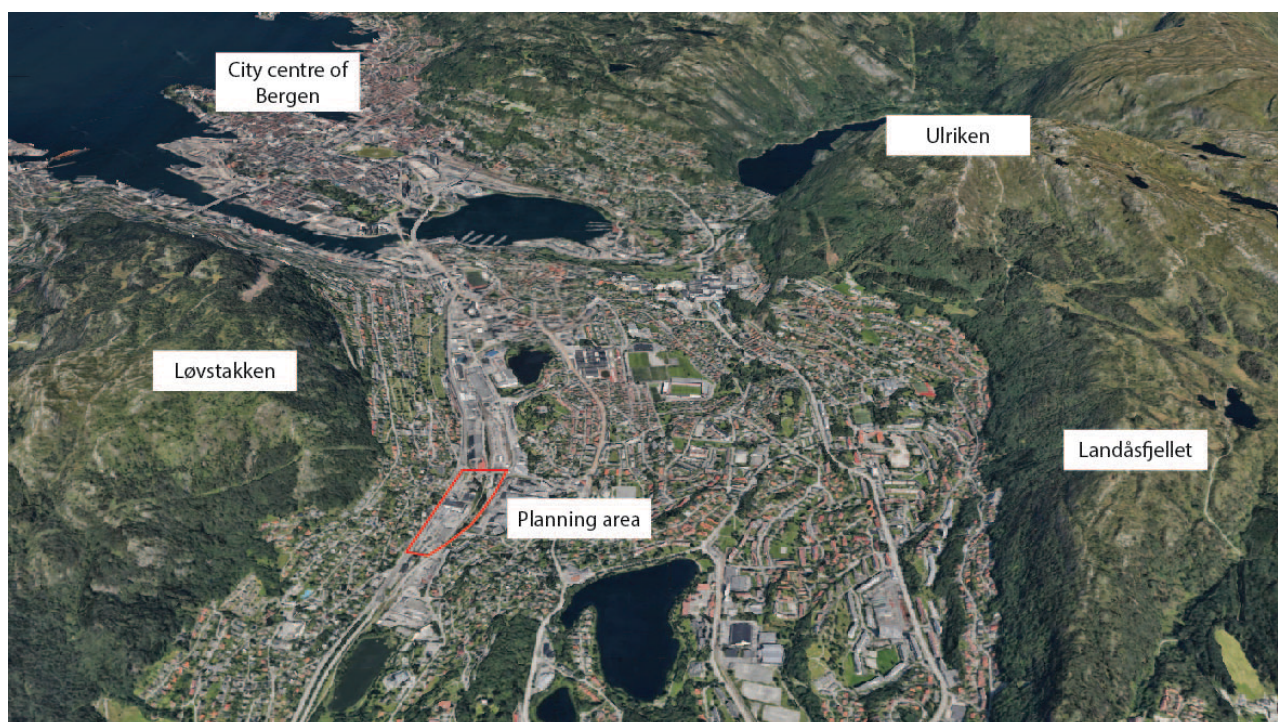 City centre of
Bergen
Ulriken
Løvstakken
Landåsfjellet
Planning area